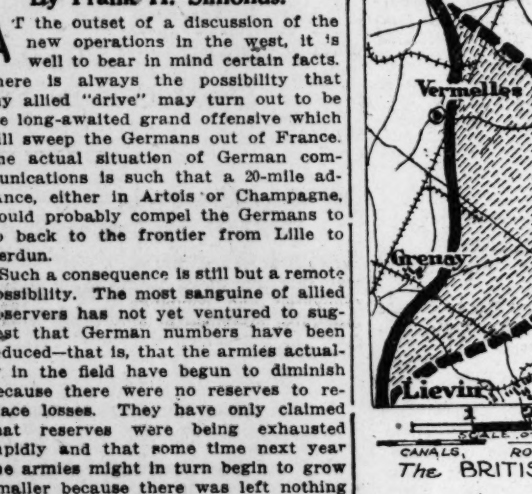 By Frank H. Simonds.
AT the outset of a discussion of the
new operations in the west, it is
well to bear in mind certain facts.
here is always the possibility that
y allied "drive" may turn out to be
e long-awaited grand offensive which
ill sweep the Germans out of France.
he actual situation of German com-
unications is such that a 20-mile ad-
ance, either in Artois or Champagne,
ould probably compel the Germans to
o back to the frontier from Lille to
erdun.
Such a consequence is still but a remote
ossibility. The most sanguine of allied
servers has not yet ventured to sug-
est that German numbers have been
educed—that is, that the armies actual-
y in the field have begun to diminish
ecause there were no reserves to re-
lace losses. They have only claimed
hat reserves were being exhausted
apidly and that some time next year
he armies might in turn begin to grow
maller because there was left nothing
Vermelles
Grenay
Lievin
1
SCALE
CANALS, RO
The BRITIS